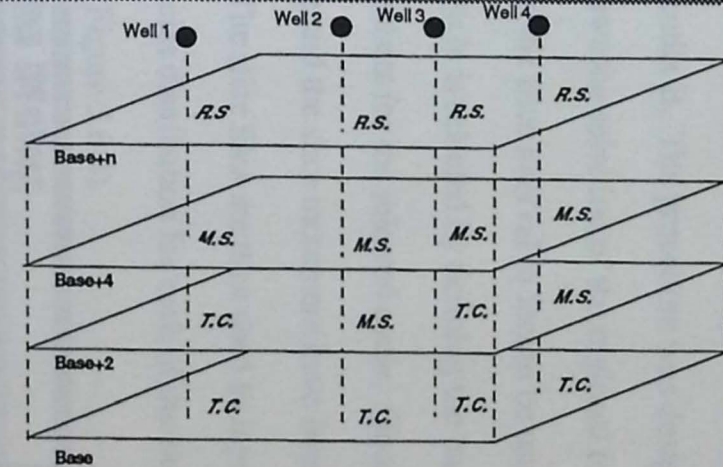 Well 1 Well 2 Well 3 Well 4
R.S R.S. R.S. R.S.
Base+n
M.S. M.S. M.S. M.S.
Base+4
T.C. M.S. T.C. M.S.
Base+2
T.C. T.C. T.C. T.C.
Base